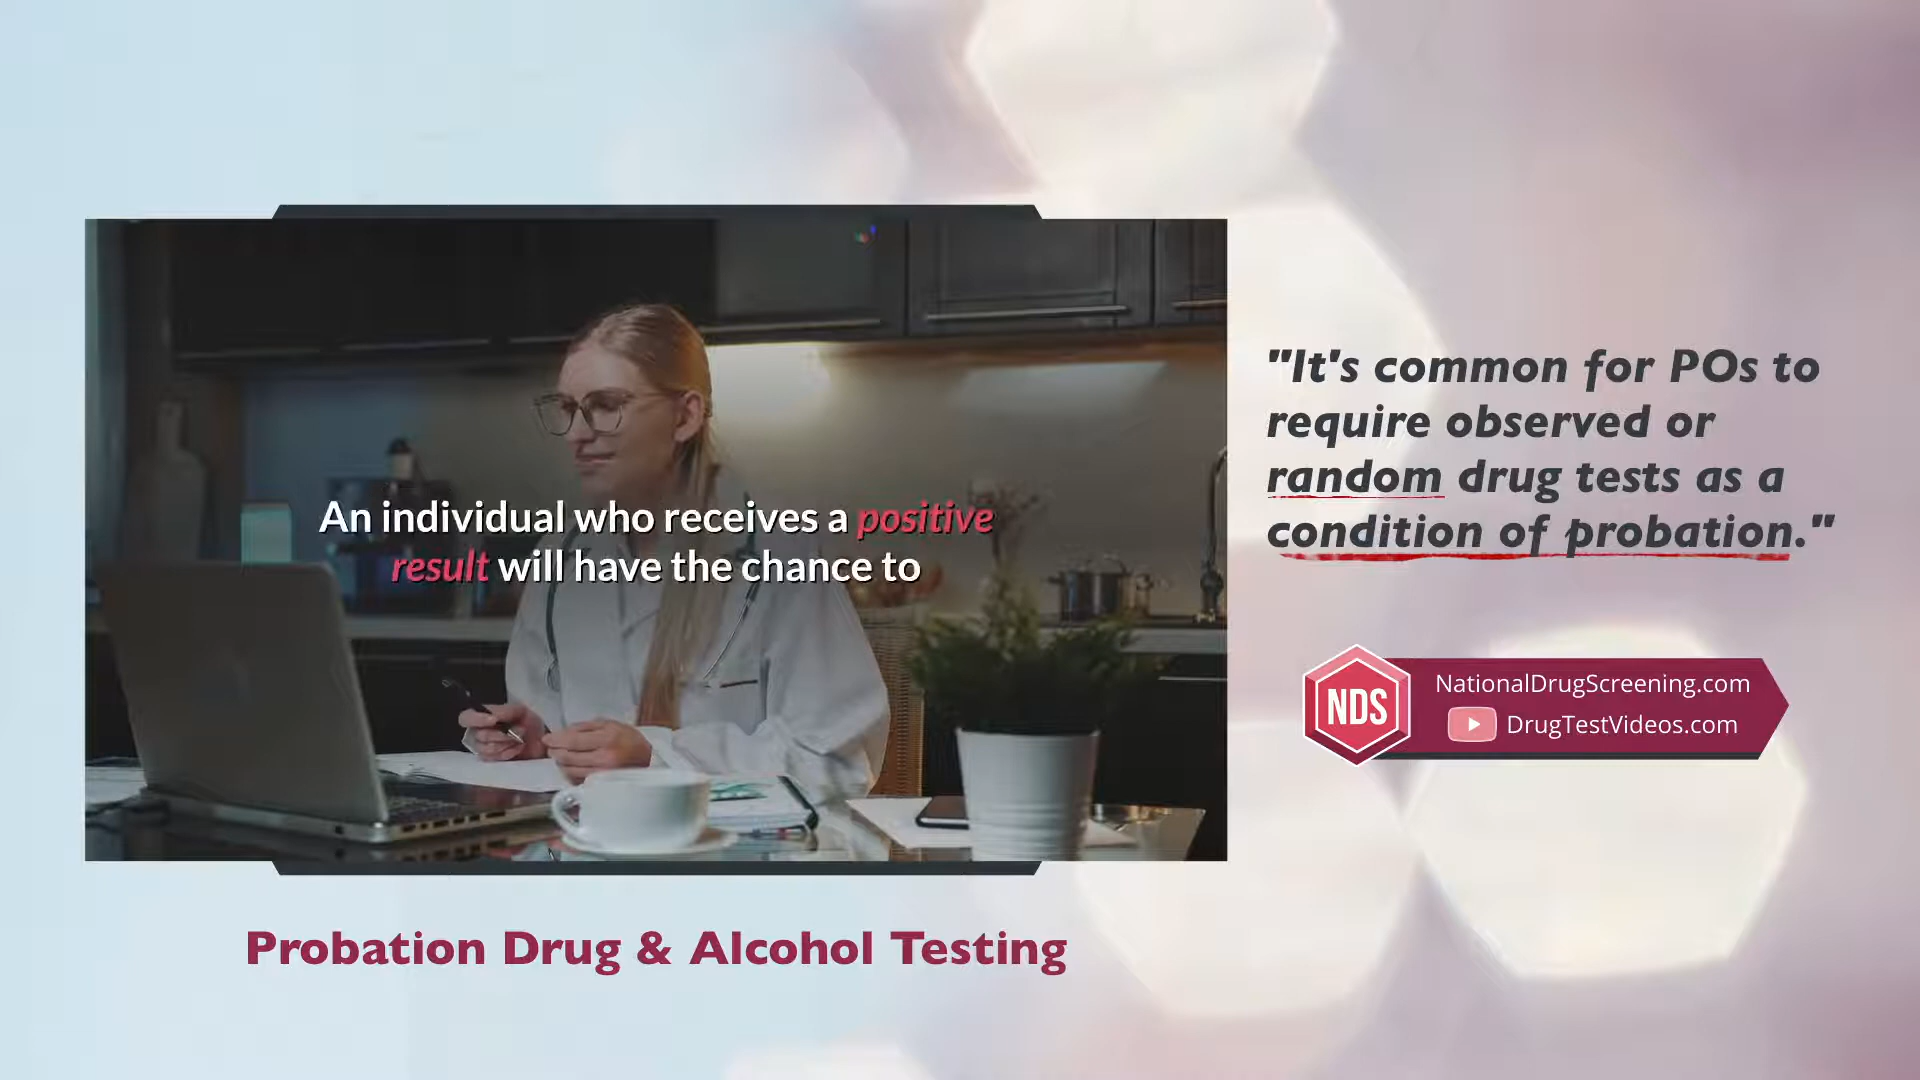 An individual who receives a positive
result will have the chance to
Probation Drug & Alcohol Testing
"It's common for POs to
require observed or
random drug tests as a
condition of probation."
NDS
NationalDrugScreening.com
DrugTestVideos.com